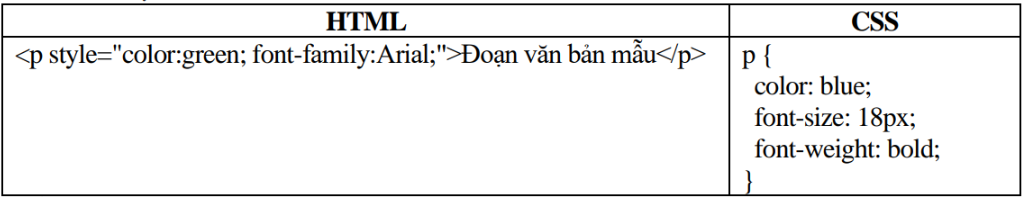 HTML
CSS
<p style="color:green; font-family:Arial;">Đoạn văn bản mẫu</p>
p {
color: blue;
font-size: 18px;
font-weight: bold;
}